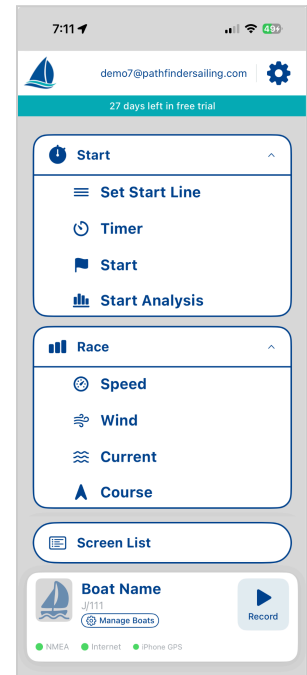 7:11
49
demo7@pathfindersailing.com
27 days left in free trial
Start
Set Start Line
Timer
Start
Start Analysis
Race
Speed
Wind
Current
Course
Screen List
Boat Name
J/111
Manage Boats
Record
NMEA Internet iPhone GPS